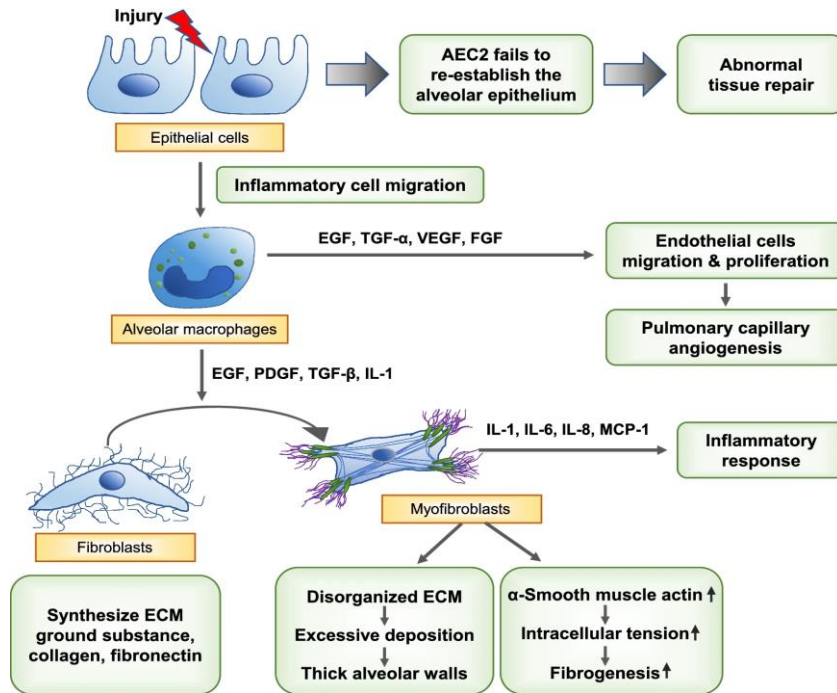 Injury
AEC2 fails to
re-establish the
alveolar epithelium
Abnormal
tissue repair
Epithelial cells
Inflammatory cell migration
EGF, TGF-α, VEGF, FGF
Endothelial cells
migration & proliferation
Alveolar macrophages
Pulmonary capillary
angiogenesis
EGF, PDGF, TGF-β, IL-1
IL-1, IL-6, IL-8, MCP-1
Inflammatory
response
Myofibroblasts
Fibroblasts
Synthesize ECM
ground substance,
collagen, fibronectin
Disorganized ECM
Excessive deposition
Thick alveolar walls
α-Smooth muscle actin
Intracellular tension
Fibrogenesis